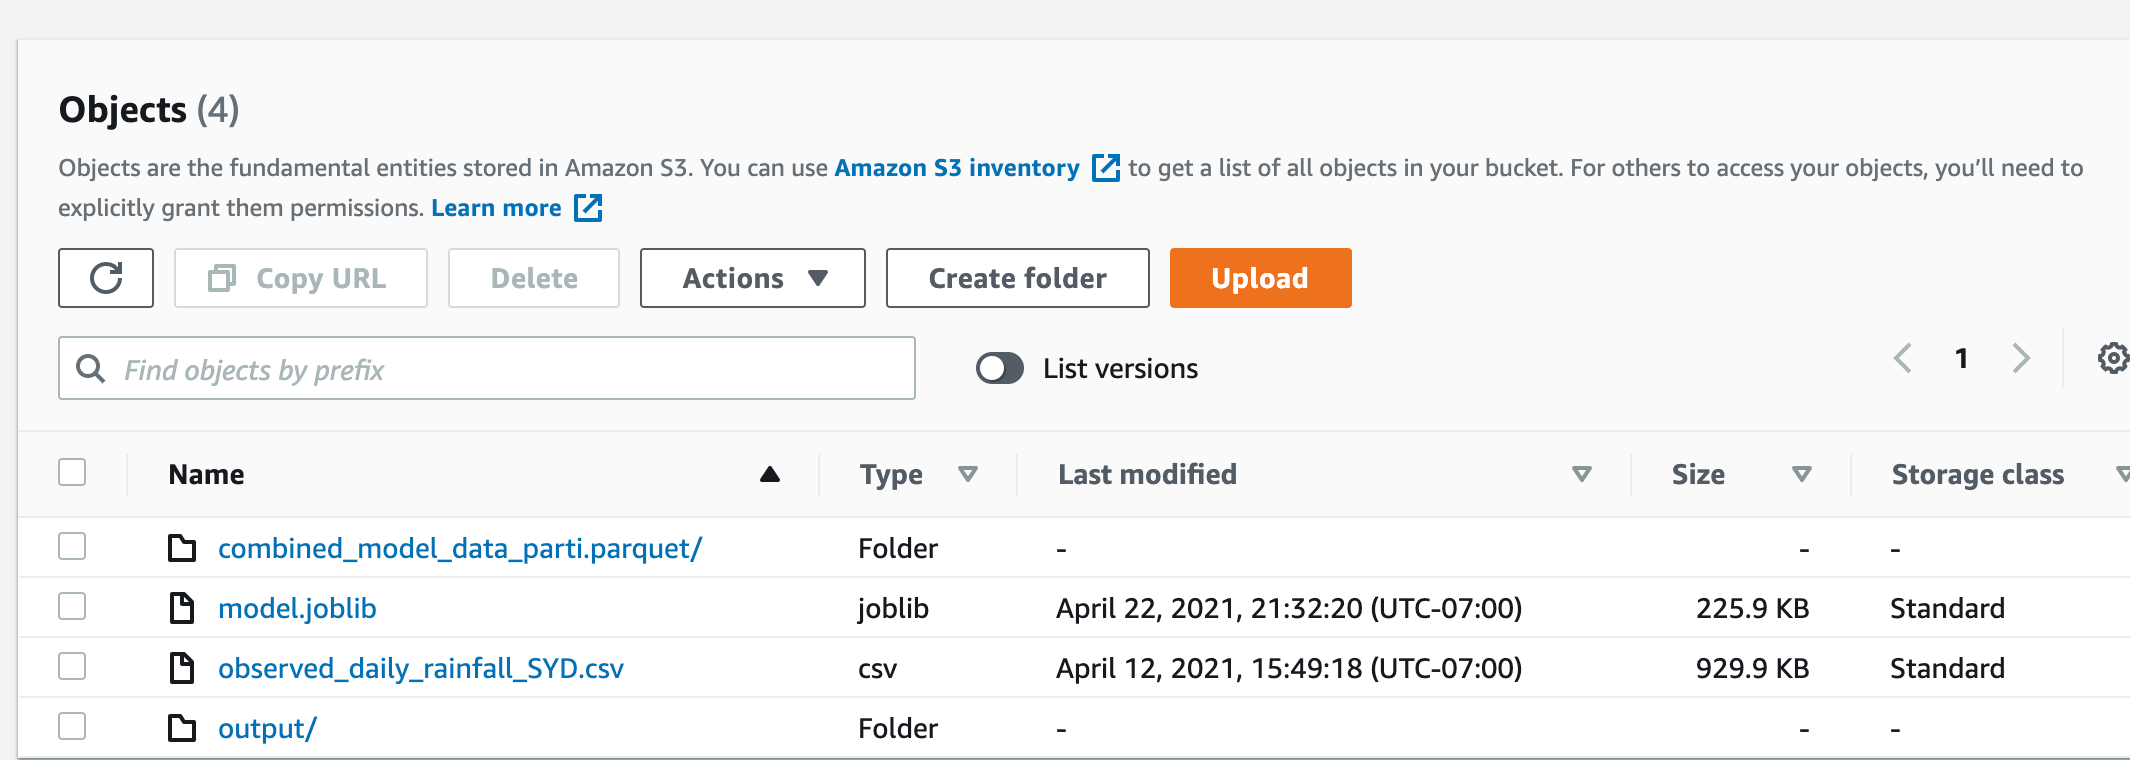 Objects (4)
Objects are the fundamental entities stored in Amazon S3. You can use Amazon S3 inventory to get a list of all objects in your bucket. For others to access your objects, you’ll need to
explicitly grant them permissions. Learn more
Copy URL Delete Actions Create folder Upload
Find objects by prefix List versions 1
Name Type Last modified Size Storage class
combined_model_data_parti.parquet/ Folder - - -
model.joblib joblib April 22, 2021, 21:32:20 (UTC-07:00) 225.9 KB Standard
observed_daily_rainfall_SYD.csv csv April 12, 2021, 15:49:18 (UTC-07:00) 929.9 KB Standard
output/ Folder - - -